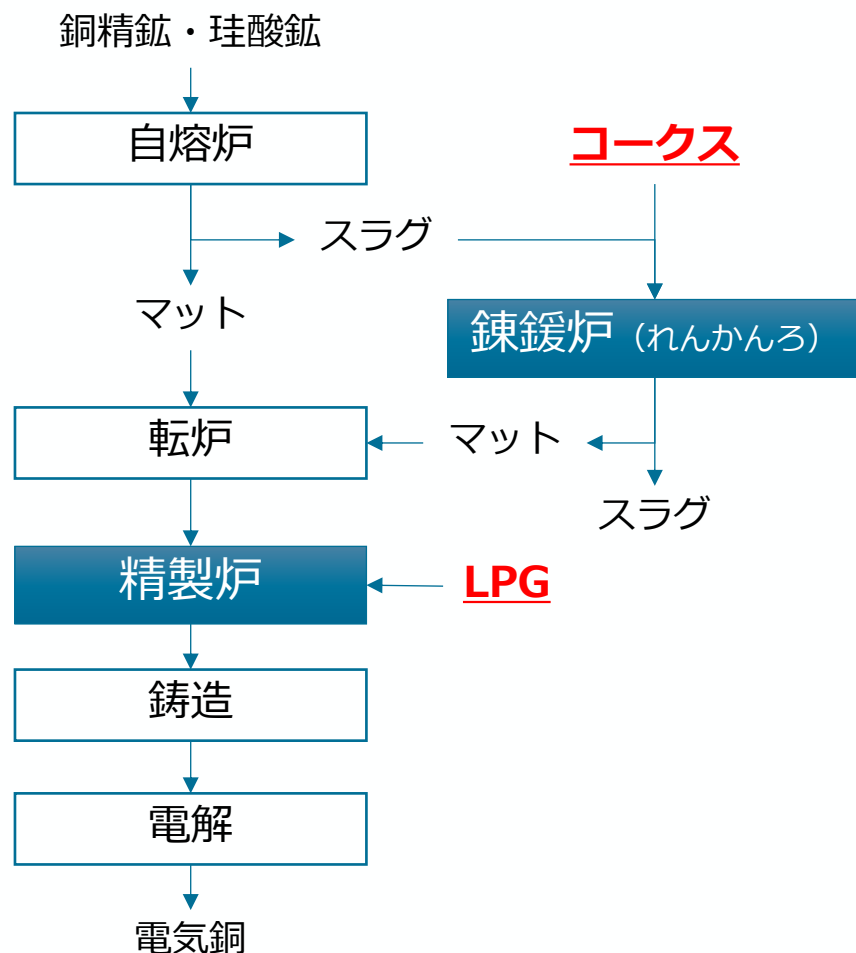 銅精鉱・珪酸鉱
自熔炉
コークス
スラグ
マット
錬鍰炉（れんかんろ）
転炉
マット
スラグ
精製炉
LPG
鋳造
電解
電気銅